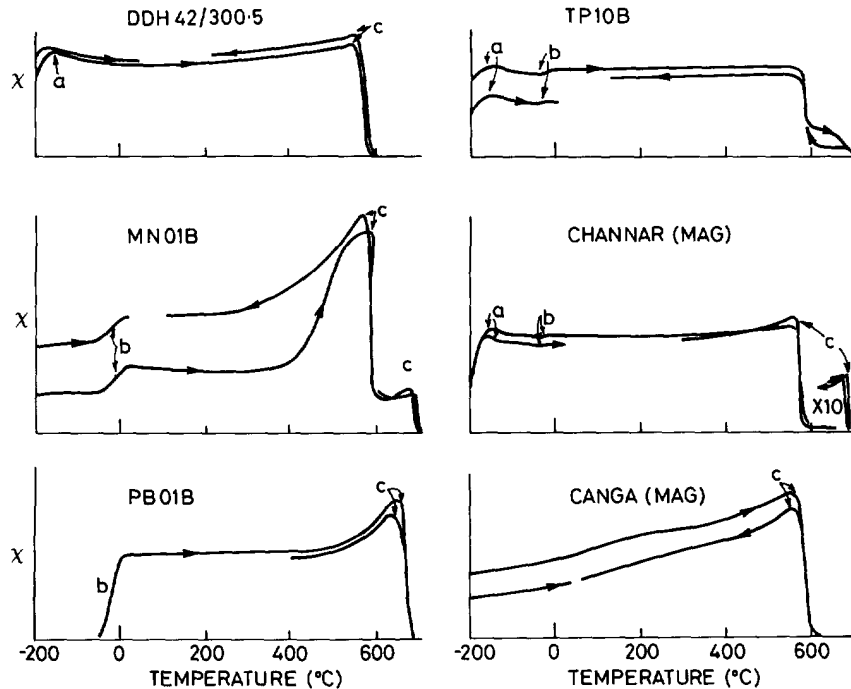 DDH 42/300·5
TP10B
χ
a
c
a
b
MN01B
CHANNAR (MAG)
χ
b
c
c
a
b
c
X10
PB01B
CANGA (MAG)
χ
b
c
c
-200 0 200 400 600
-200 0 200 400 600
TEMPERATURE (°C)
TEMPERATURE (°C)